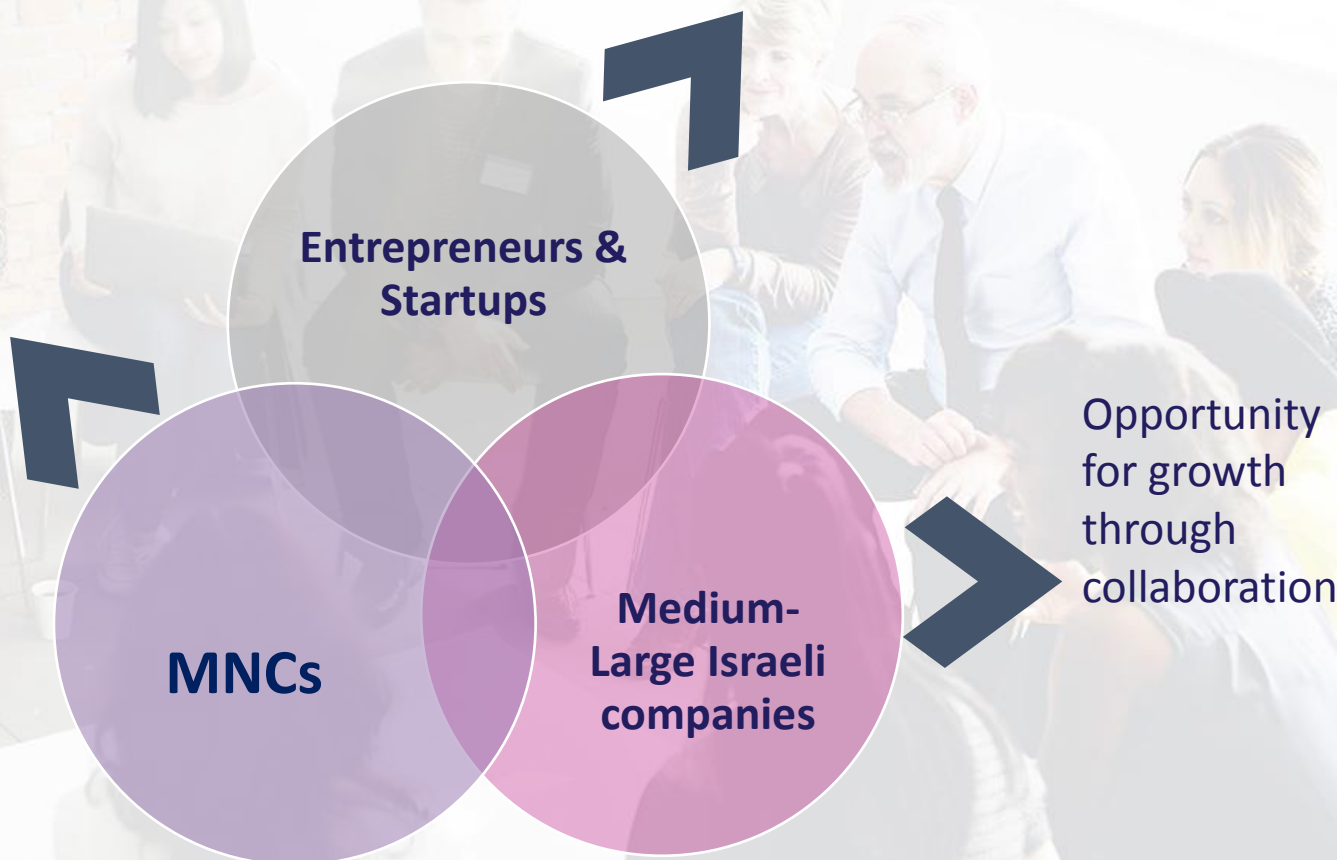 Entrepreneurs &
Startups
MNCs
Medium-
Large Israeli
companies
Opportunity
for growth
through
collaboration